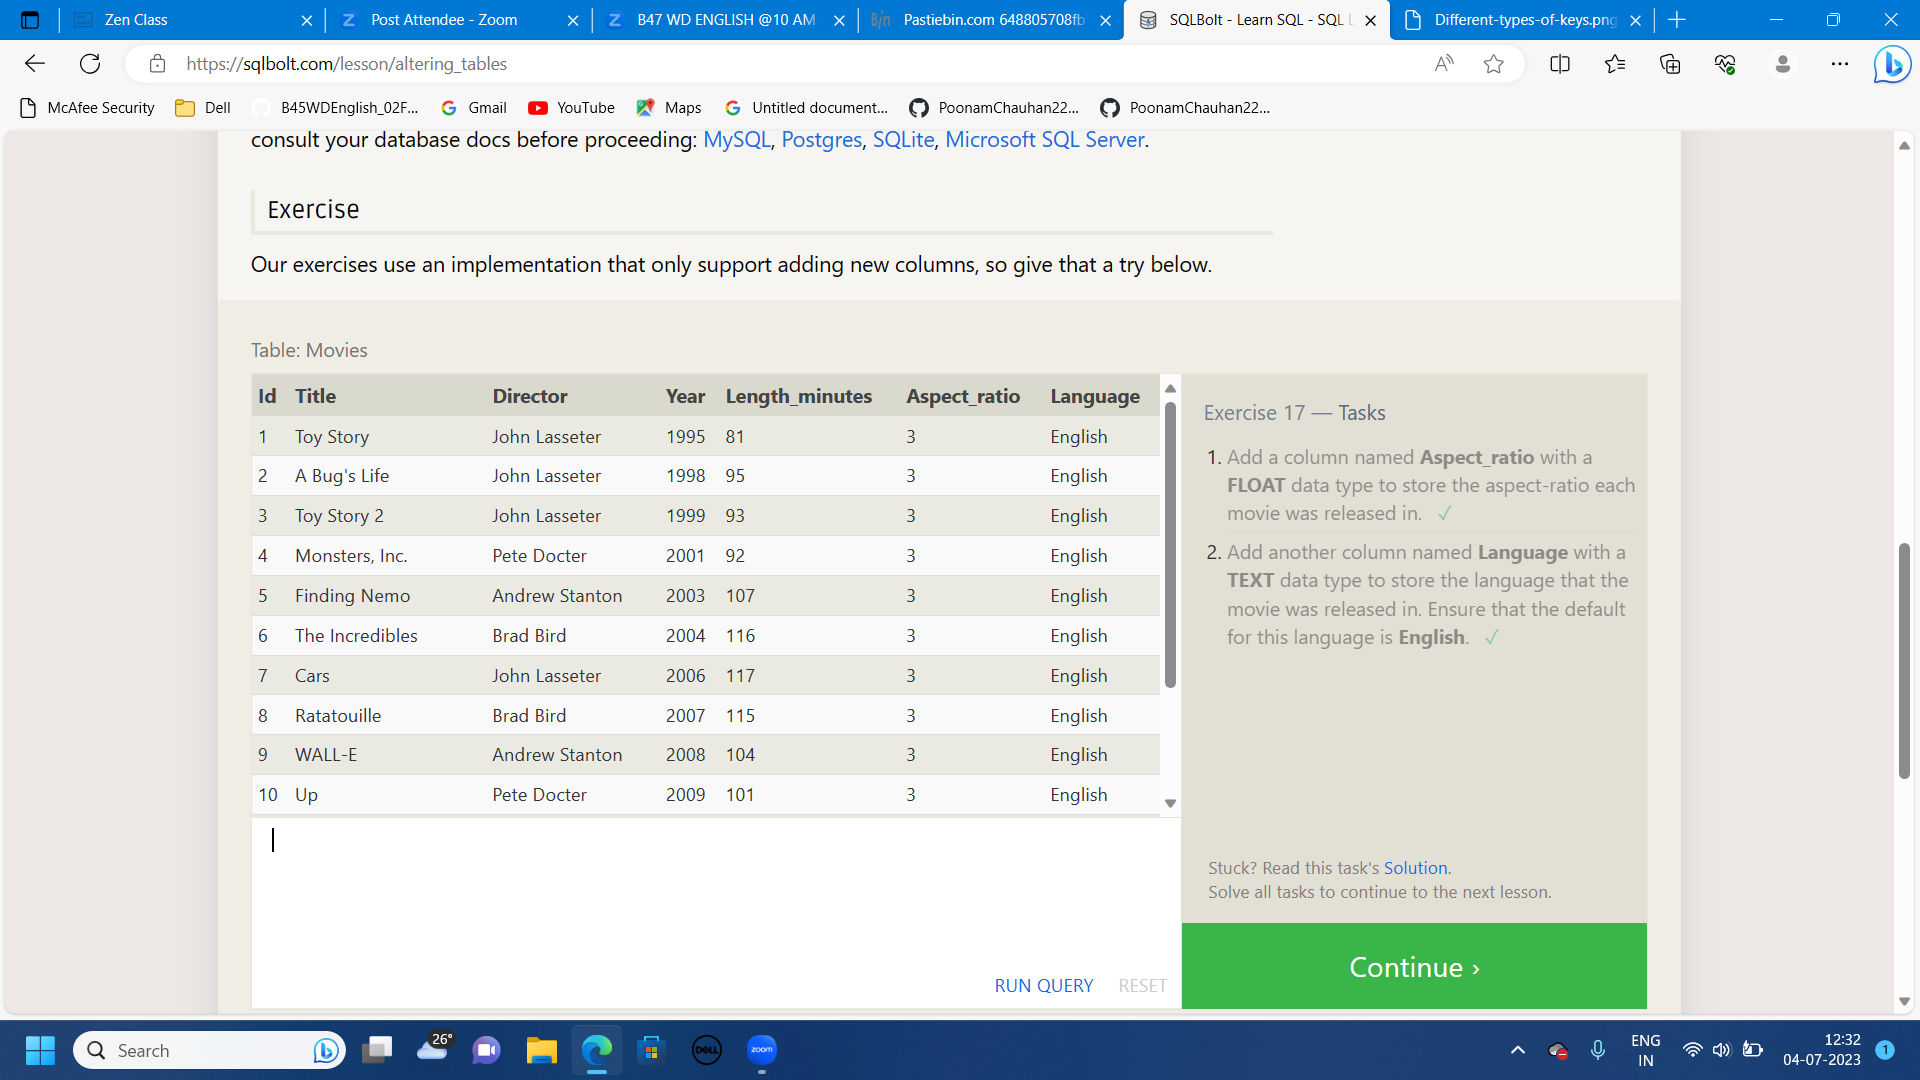 Zen Class
Post Attendee - Zoom
B47 WD ENGLISH @10 AM
Pastiebin.com 648805708fb
SQLBolt - Learn SQL - SQL L
Different-types-of-keys.png
https://sqlbolt.com/lesson/altering_tables
McAfee Security
Dell
B45WDEnglish_02F...
Gmail
YouTube
Maps
Untitled document...
PoonamChauhan22...
PoonamChauhan22...
consult your database docs before proceeding: MySQL, Postgres, SQLite, Microsoft SQL Server.
Exercise
Our exercises use an implementation that only support adding new columns, so give that a try below.
Table: Movies
Id Title Director Year Length_minutes Aspect_ratio Language
1 Toy Story John Lasseter 1995 81 3 English
2 A Bug's Life John Lasseter 1998 95 3 English
3 Toy Story 2 John Lasseter 1999 93 3 English
4 Monsters, Inc. Pete Docter 2001 92 3 English
5 Finding Nemo Andrew Stanton 2003 107 3 English
6 The Incredibles Brad Bird 2004 116 3 English
7 Cars John Lasseter 2006 117 3 English
8 Ratatouille Brad Bird 2007 115 3 English
9 WALL-E Andrew Stanton 2008 104 3 English
10 Up Pete Docter 2009 101 3 English
RUN QUERY RESET
Exercise 17 — Tasks
1. Add a column named Aspect_ratio with a
FLOAT data type to store the aspect-ratio each
movie was released in. ✓
2. Add another column named Language with a
TEXT data type to store the language that the
movie was released in. Ensure that the default
for this language is English. ✓
Stuck? Read this task's Solution.
Solve all tasks to continue to the next lesson.
Continue ›
Search
26°
DELL
zoom
ENG
IN
12:32
04-07-2023
1